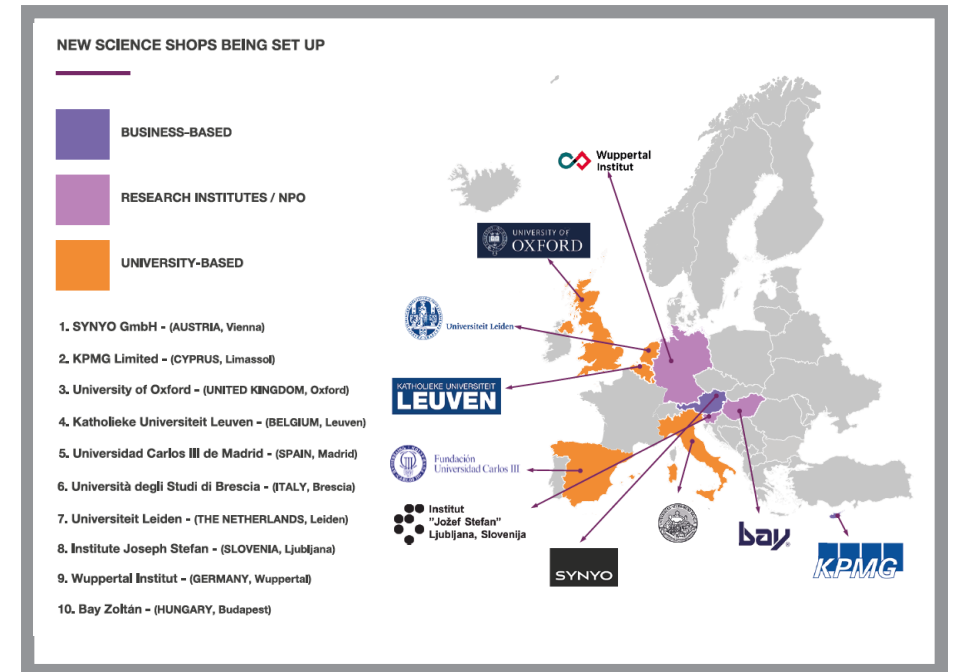 NEW SCIENCE SHOPS BEING SET UP
BUSINESS-BASED
RESEARCH INSTITUTES / NPO
UNIVERSITY-BASED
1. SYNYO GmbH - (AUSTRIA, Vienna)
2. KPMG Limited - (CYPRUS, Limassol)
3. University of Oxford - (UNITED KINGDOM, Oxford)
4. Katholieke Universiteit Leuven - (BELGIUM, Leuven)
5. Universidad Carlos III de Madrid - (SPAIN, Madrid)
6. Università degli Studi di Brescia - (ITALY, Brescia)
7. Universiteit Leiden - (THE NETHERLANDS, Leiden)
8. Institute Joseph Stefan - (SLOVENIA, Ljubljana)
9. Wuppertal Institut - (GERMANY, Wuppertal)
10. Bay Zoltán - (HUNGARY, Budapest)
Wuppertal
Institut
UNIVERSITY OF
OXFORD
Universiteit Leiden
KATHOLIEKE UNIVERSITEIT
LEUVEN
Fundación
Universidad Carlos III
Institut
"Jožef Stefan"
Ljubljana, Slovenija
SYNYO
bay
KPMG